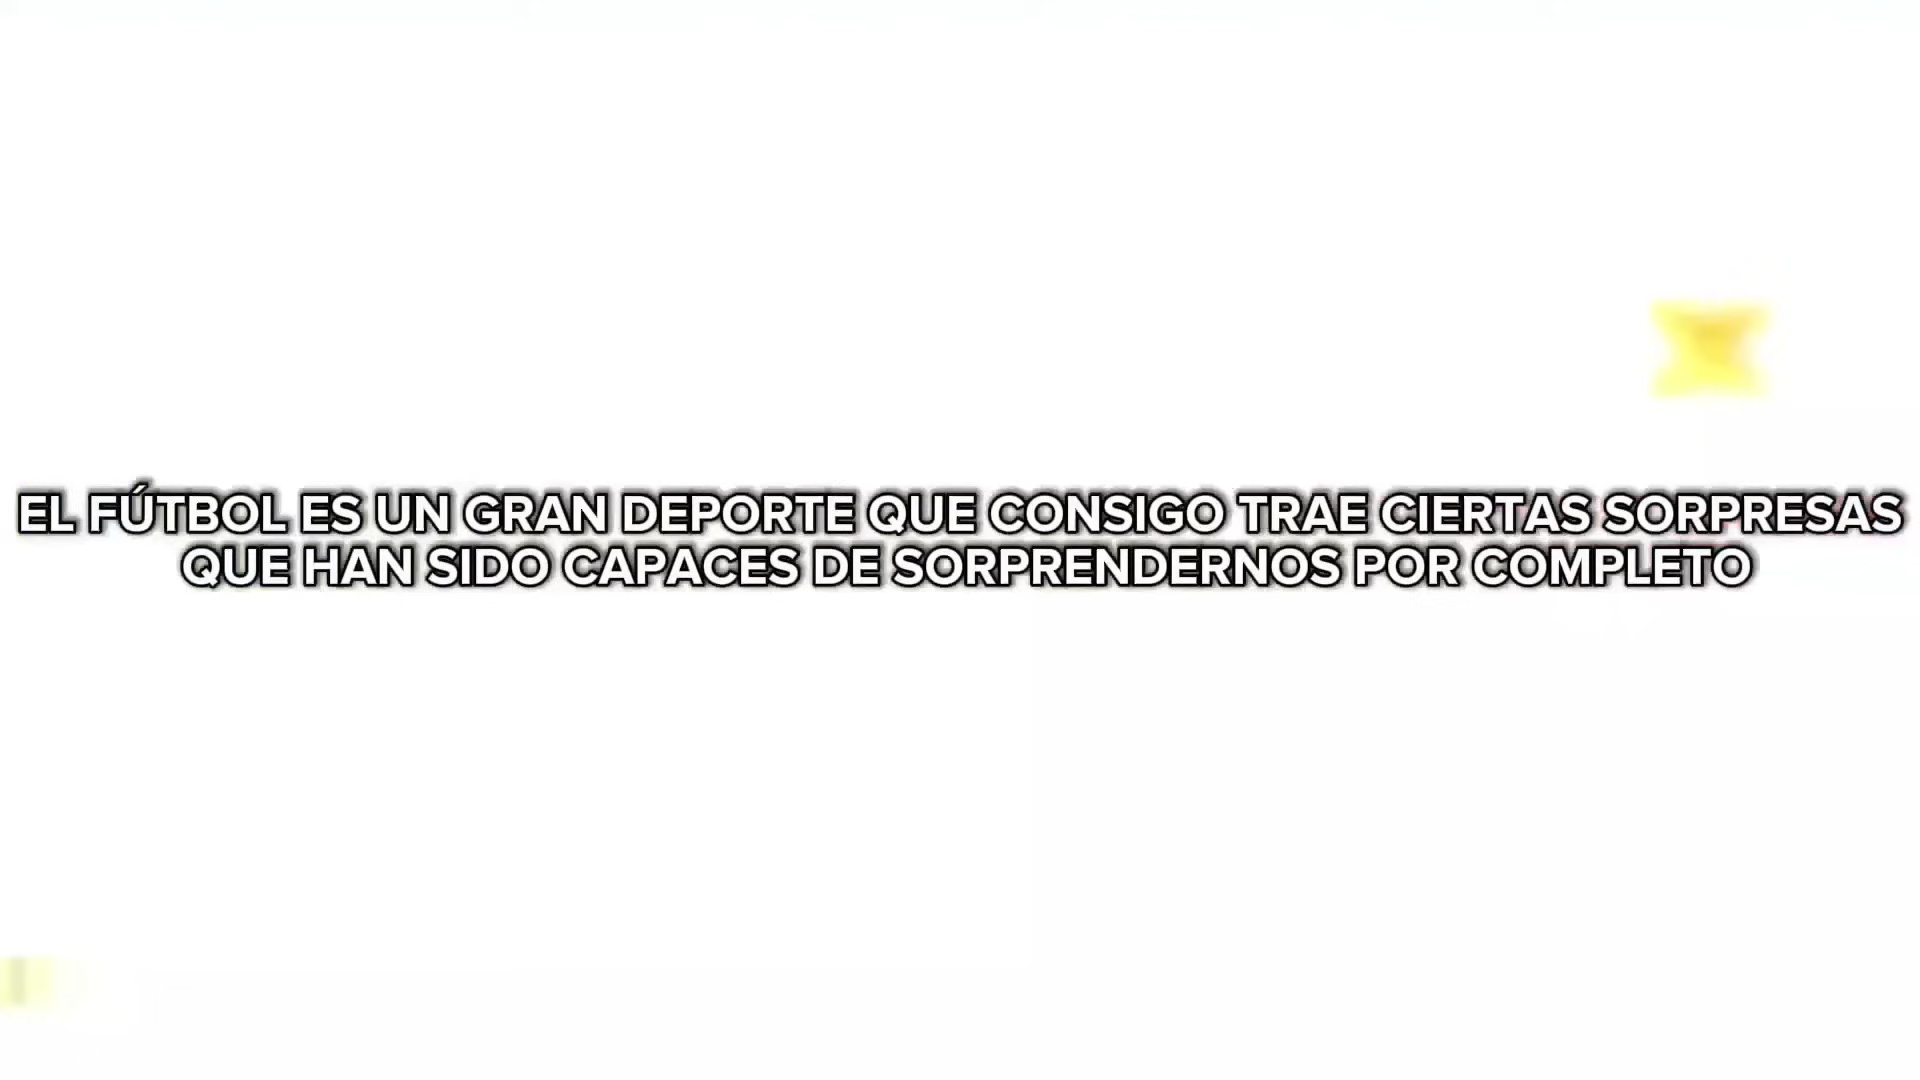 EL FÚTBOL ES UN GRAN DEPORTE QUE CONSIGO TRAE CIERTAS SORPRESAS
QUE HAN SIDO CAPACES DE SORPRENDERNOS POR COMPLETO